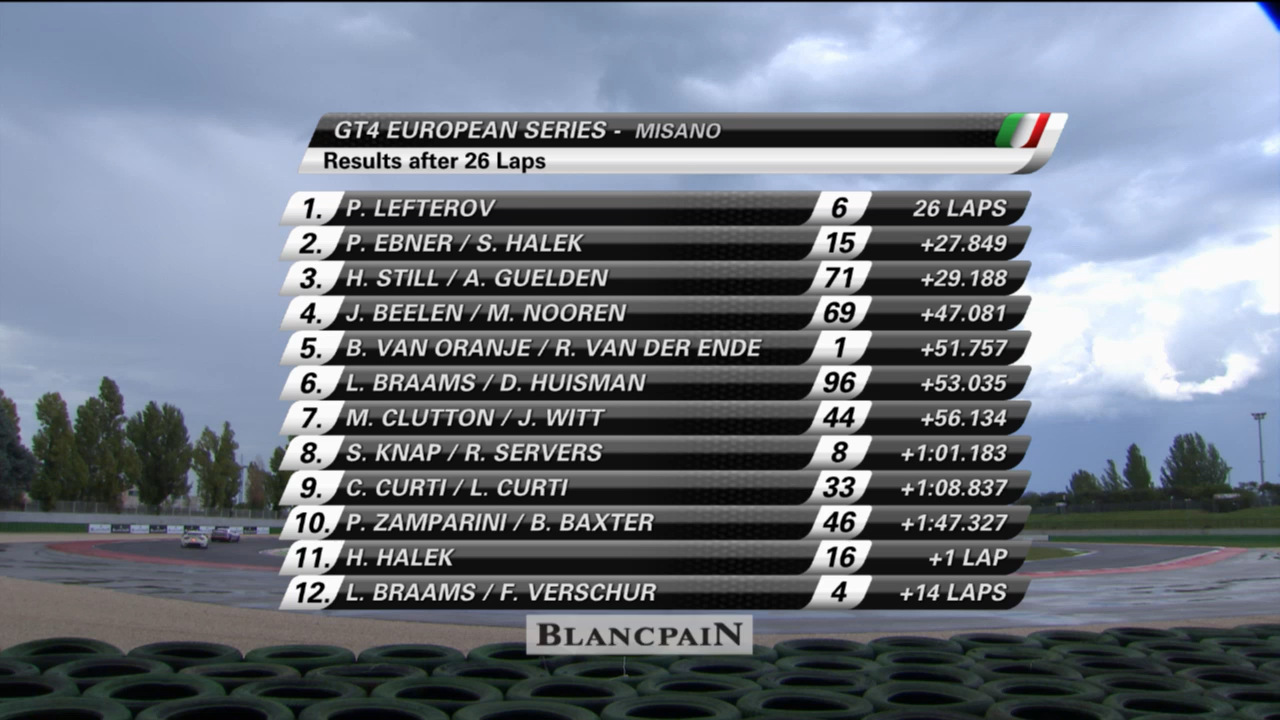 GT4 EUROPEAN SERIES - MISANO
Results after 26 Laps
1. P. LEFTEROV 6 26 LAPS
2. P. EBNER / S. HALEK 15 +27.849
3. H. STILL / A. GUELDEN 71 +29.188
4. J. BEELEN / M. NOOREN 69 +47.081
5. B. VAN ORANJE / R. VAN DER ENDE 1 +51.757
6. L. BRAAMS / D. HUISMAN 96 +53.035
7. M. CLUTTON / J. WITT 44 +56.134
8. S. KNAP / R. SERVERS 8 +1:01.183
9. C. CURTI / L. CURTI 33 +1:08.837
10. P. ZAMPARINI / B. BAXTER 46 +1:47.327
11. H. HALEK 16 +1 LAP
12. L. BRAAMS / F. VERSCHUR 4 +14 LAPS
BLANCPAIN